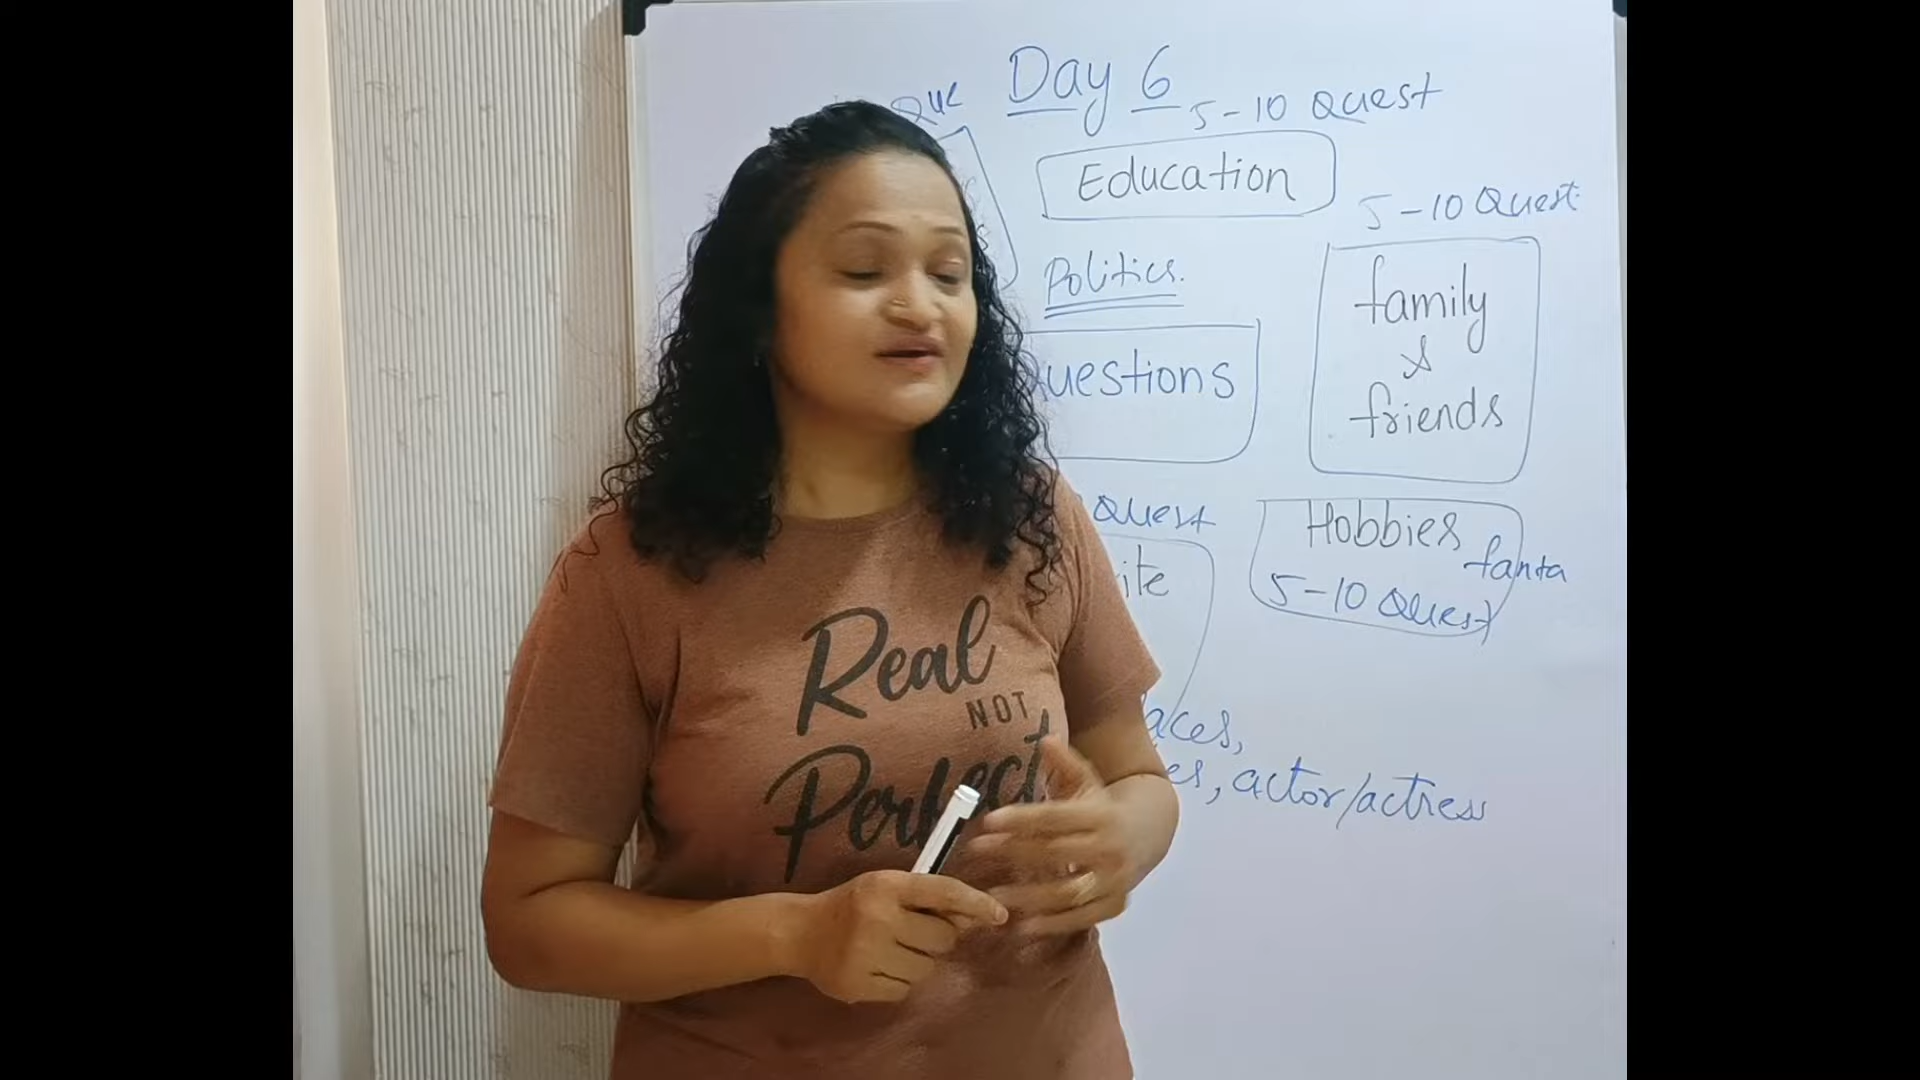 Day 6
Que
5-10 Quest
Education
5-10 Quest.
Politics.
family
&
friends
uestions
Quest
Hobbies
fanta
ite
5-10 Quest
Real
NOT
Perfect
aces,
es, actor/actress